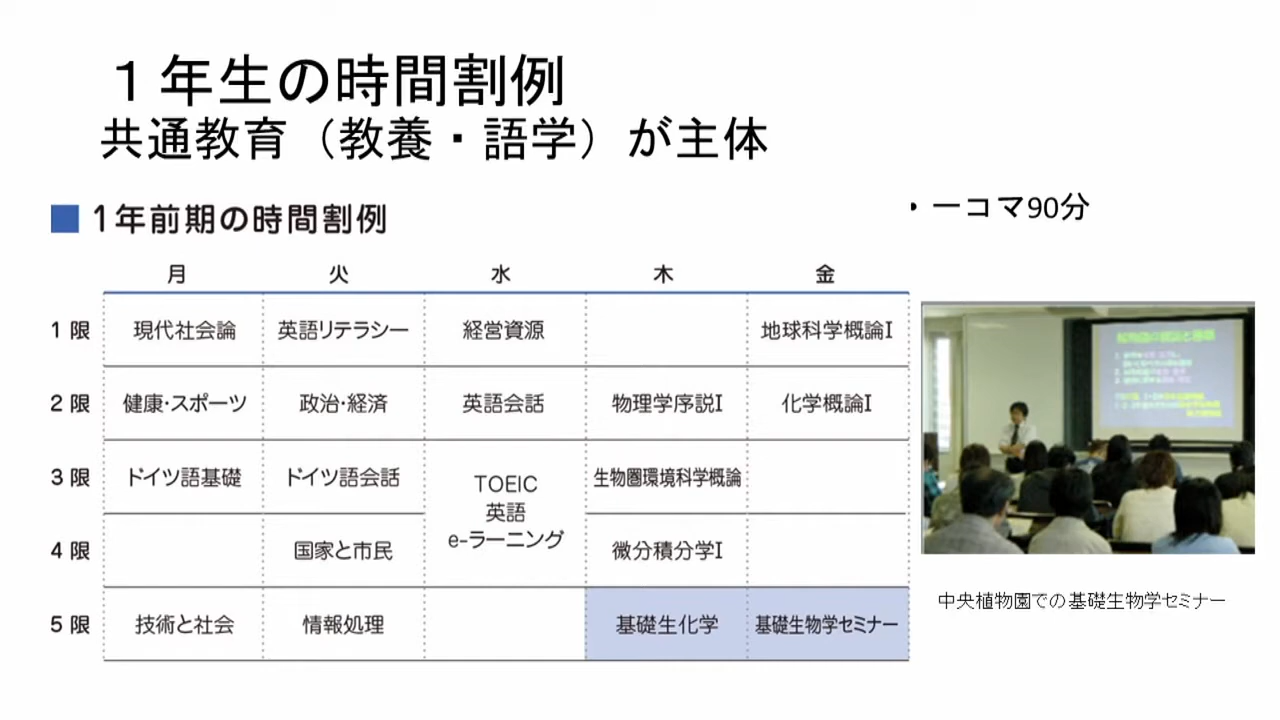 １年生の時間割例
共通教育（教養・語学）が主体
■ 1年前期の時間割例
・ 一コマ90分
月 火 水 木 金
1 限 現代社会論 英語リテラシー 経営資源 地球科学概論I
2 限 健康・スポーツ 政治・経済 英語会話 物理学序説I 化学概論I
3 限 ドイツ語基礎 ドイツ語会話 TOEIC 生物圏環境科学概論
英語
4 限 国家と市民 e-ラーニング 微分積分学I
5 限 技術と社会 情報処理 基礎生化学 基礎生物学セミナー
中央植物園での基礎生物学セミナー